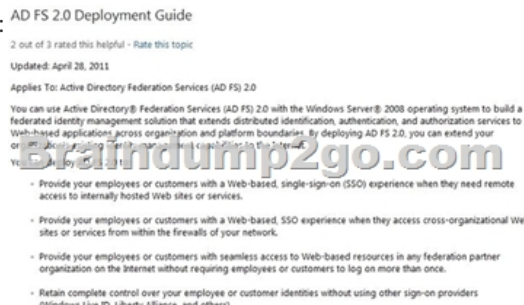 :
AD FS 2.0 Deployment Guide
2 out of 3 rated this helpful - Rate this topic
Updated: April 28, 2011
Applies To: Active Directory Federation Services (AD FS) 2.0
You can use Active Directory® Federation Services (AD FS) 2.0 with the Windows Server® 2008 operating system to build a
federated identity management solution that extends distributed identification, authentication, and authorization services to
Web-based applications across organization and platform boundaries. By deploying AD FS 2.0, you can extend your
Braindump2go.com
Provide your employees or customers with a Web-based, single-sign-on (SSO) experience when they need remote
access to internally hosted Web sites or services.
Provide your employees or customers with a Web-based, SSO experience when they access cross-organizational We
sites or services from within the firewalls of your network.
Provide your employees or customers with seamless access to Web-based resources in any federation partner
organization on the Internet without requiring employees or customers to log on more than once.
Retain complete control over your employee or customer identities without using other sign-on providers
(Windows Live ID, Liberty Alliance, and others).